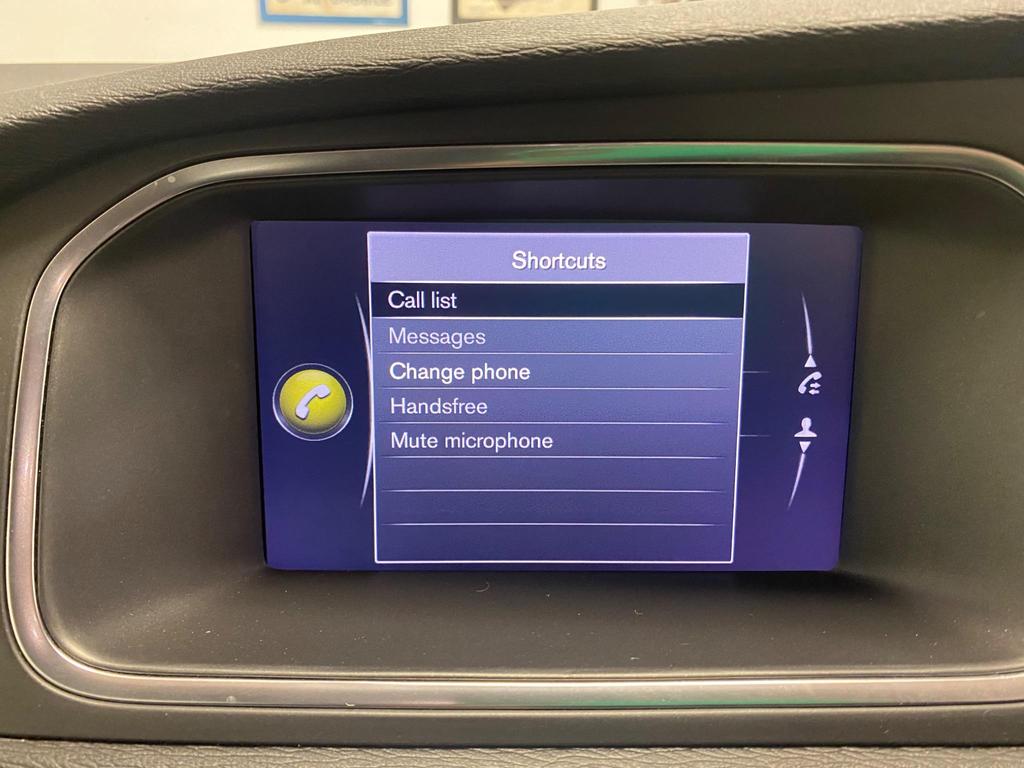 Shortcuts
Call list
Messages
Change phone
Handsfree
Mute microphone